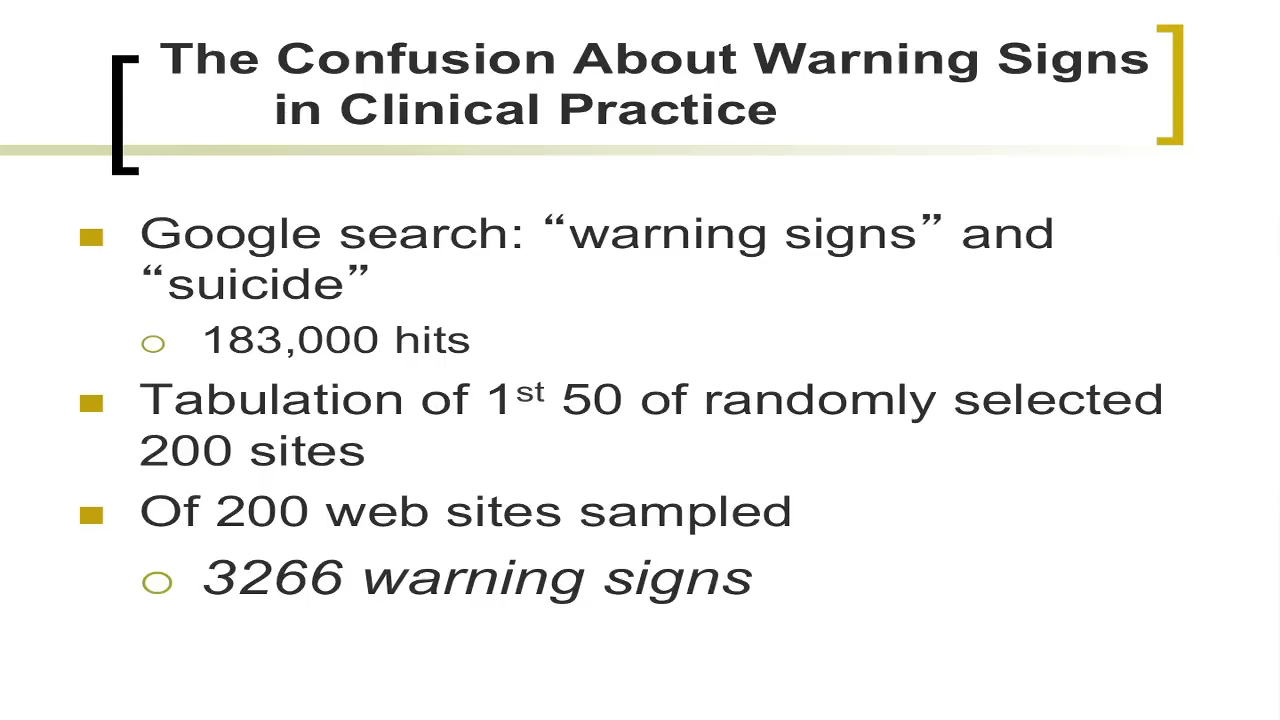 The Confusion About Warning Signs
in Clinical Practice
Google search: “warning signs” and
“suicide”
183,000 hits
Tabulation of 1st 50 of randomly selected
200 sites
Of 200 web sites sampled
3266 warning signs